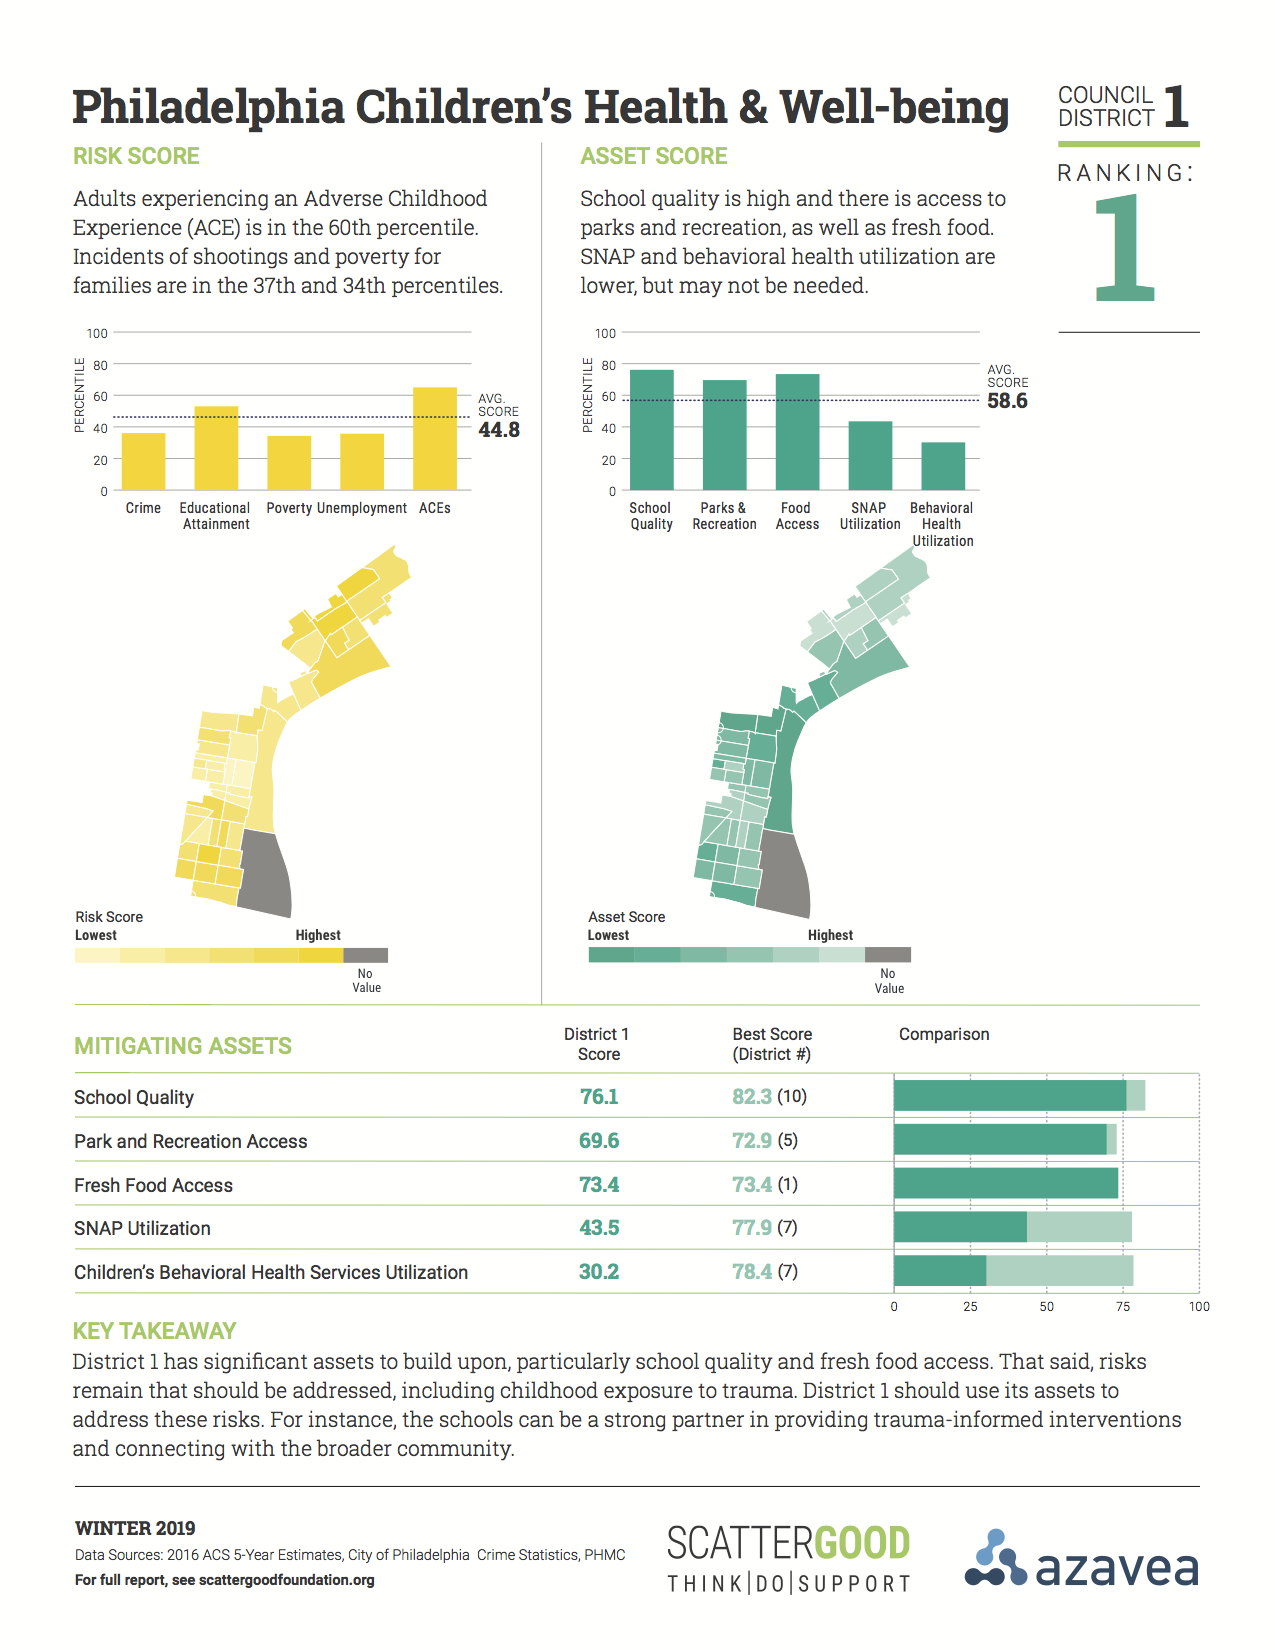 Philadelphia Children's Health & Well-being
COUNCIL
DISTRICT 1
RANKING:
1
RISK SCORE
Adults experiencing an Adverse Childhood
Experience (ACE) is in the 60th percentile.
Incidents of shootings and poverty for
families are in the 37th and 34th percentiles.
ASSET SCORE
School quality is high and there is access to
parks and recreation, as well as fresh food.
SNAP and behavioral health utilization are
lower, but may not be needed.
PERCENTILE
100
80
60
40
20
0
AVG.
SCORE
44.8
Crime
Educational
Attainment
Poverty
Unemployment
ACEs
PERCENTILE
100
80
60
40
20
0
AVG.
SCORE
58.6
School
Quality
Parks &
Recreation
Food
Access
SNAP
Utilization
Behavioral
Health
Utilization
Risk Score
Lowest Highest
No
Value
Asset Score
Lowest Highest
No
Value
MITIGATING ASSETS
District 1
Score
Best Score
(District #)
Comparison
School Quality 76.1 82.3 (10)
Park and Recreation Access 69.6 72.9 (5)
Fresh Food Access 73.4 73.4 (1)
SNAP Utilization 43.5 77.9 (7)
Children's Behavioral Health Services Utilization 30.2 78.4 (7)
0 25 50 75 100
KEY TAKEAWAY
District 1 has significant assets to build upon, particularly school quality and fresh food access. That said, risks
remain that should be addressed, including childhood exposure to trauma. District 1 should use its assets to
address these risks. For instance, the schools can be a strong partner in providing trauma-informed interventions
and connecting with the broader community.
WINTER 2019
Data Sources: 2016 ACS 5-Year Estimates, City of Philadelphia Crime Statistics, PHMC
For full report, see scattergoodfoundation.org
SCATTERGOOD
THINK|DO|SUPPORT
azavea